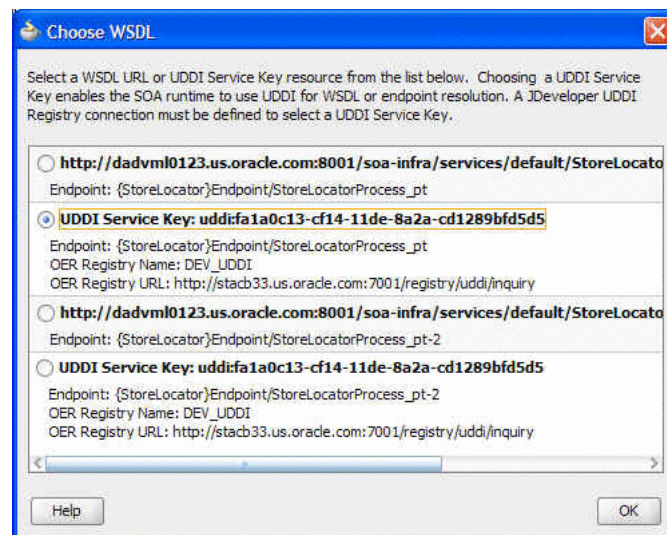 Choose WSDL
Select a WSDL URL or UDDI Service Key resource from the list below. Choosing a UDDI Service
Key enables the SOA runtime to use UDDI for WSDL or endpoint resolution. A JDeveloper UDDI
Registry connection must be defined to select a UDDI Service Key.
http://dadvml0123.us.oracle.com:8001/soa-infra/services/default/StoreLocato
Endpoint: {StoreLocator}Endpoint/StoreLocatorProcess_pt
UDDI Service Key: uddi:fa1a0c13-cf14-11de-8a2a-cd1289bfd5d5
Endpoint: {StoreLocator}Endpoint/StoreLocatorProcess_pt
OER Registry Name: DEV_UDDI
OER Registry URL: http://stacb33.us.oracle.com:7001/registry/uddi/inquiry
http://dadvml0123.us.oracle.com:8001/soa-infra/services/default/StoreLocato
Endpoint: {StoreLocator}Endpoint/StoreLocatorProcess_pt-2
UDDI Service Key: uddi:fa1a0c13-cf14-11de-8a2a-cd1289bfd5d5
Endpoint: {StoreLocator}Endpoint/StoreLocatorProcess_pt-2
OER Registry Name: DEV_UDDI
OER Registry URL: http://stacb33.us.oracle.com:7001/registry/uddi/inquiry
Help OK